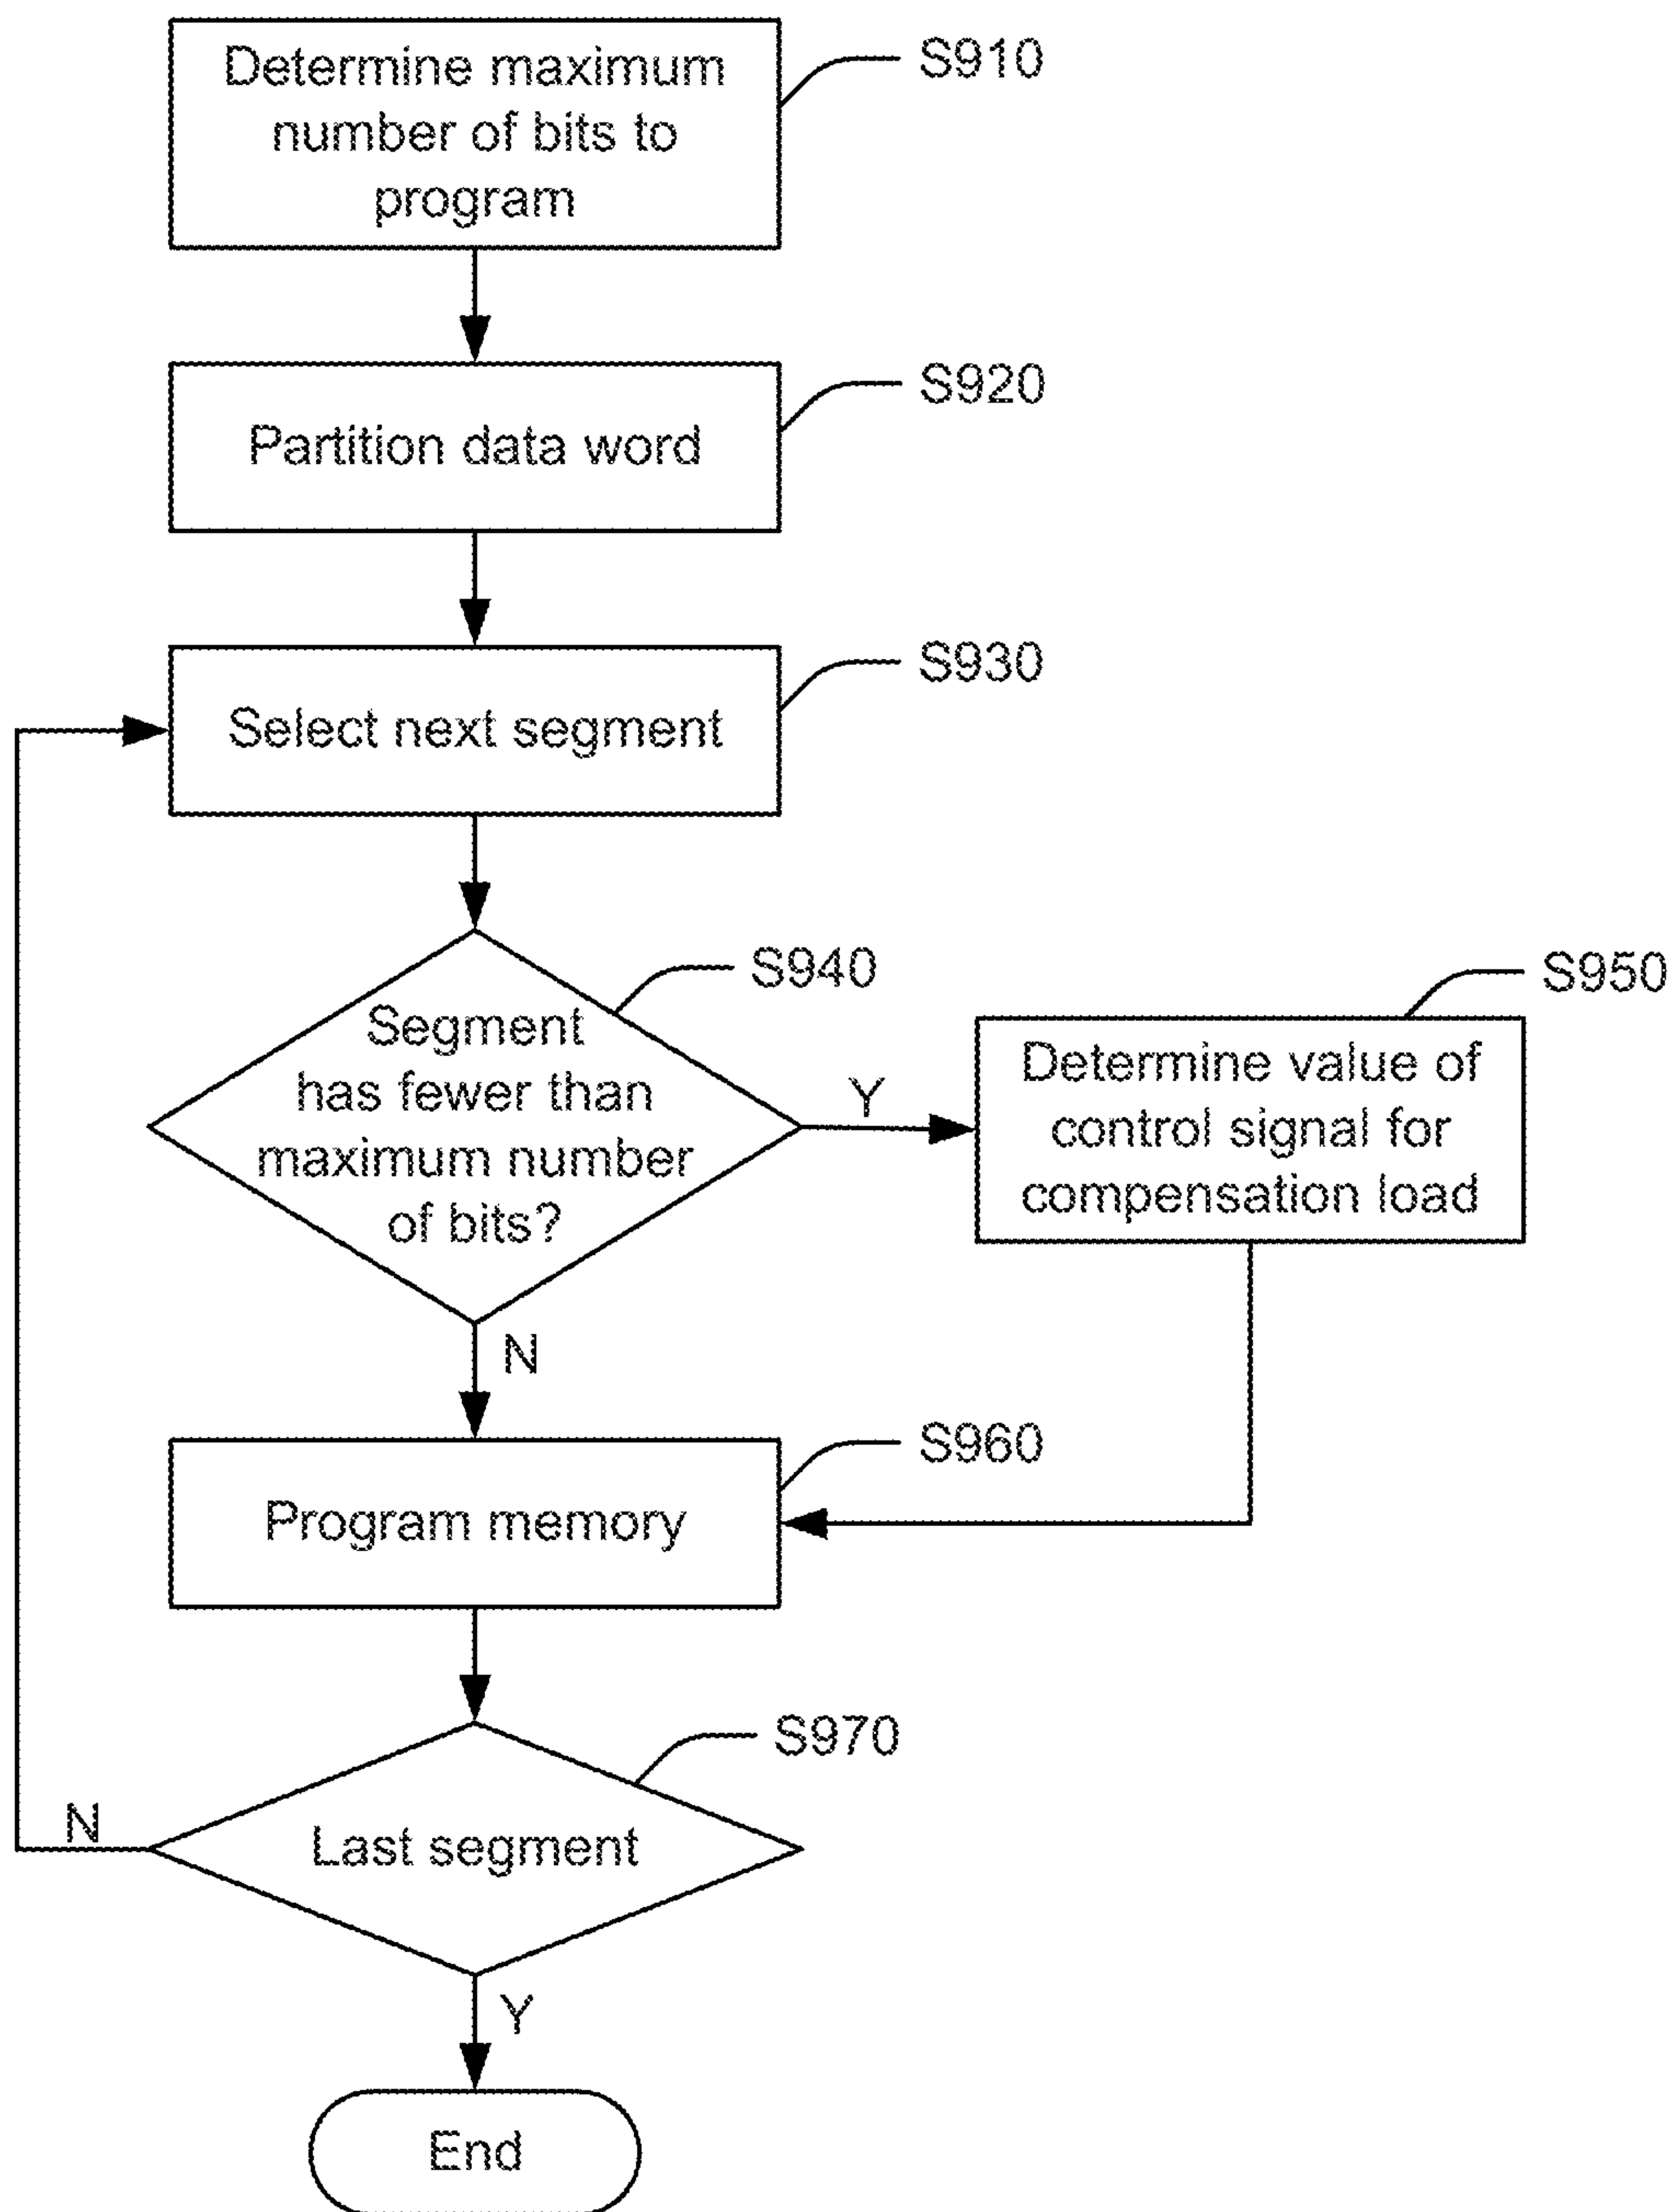 Determine maximum
number of bits to
program
S910
Partition data word
S920
Select next segment
S930
Segment
has fewer than
maximum number
of bits?
S940
Y
N
Determine value of
control signal for
compensation load
S950
Program memory
S960
Last segment
S970
N
Y
End